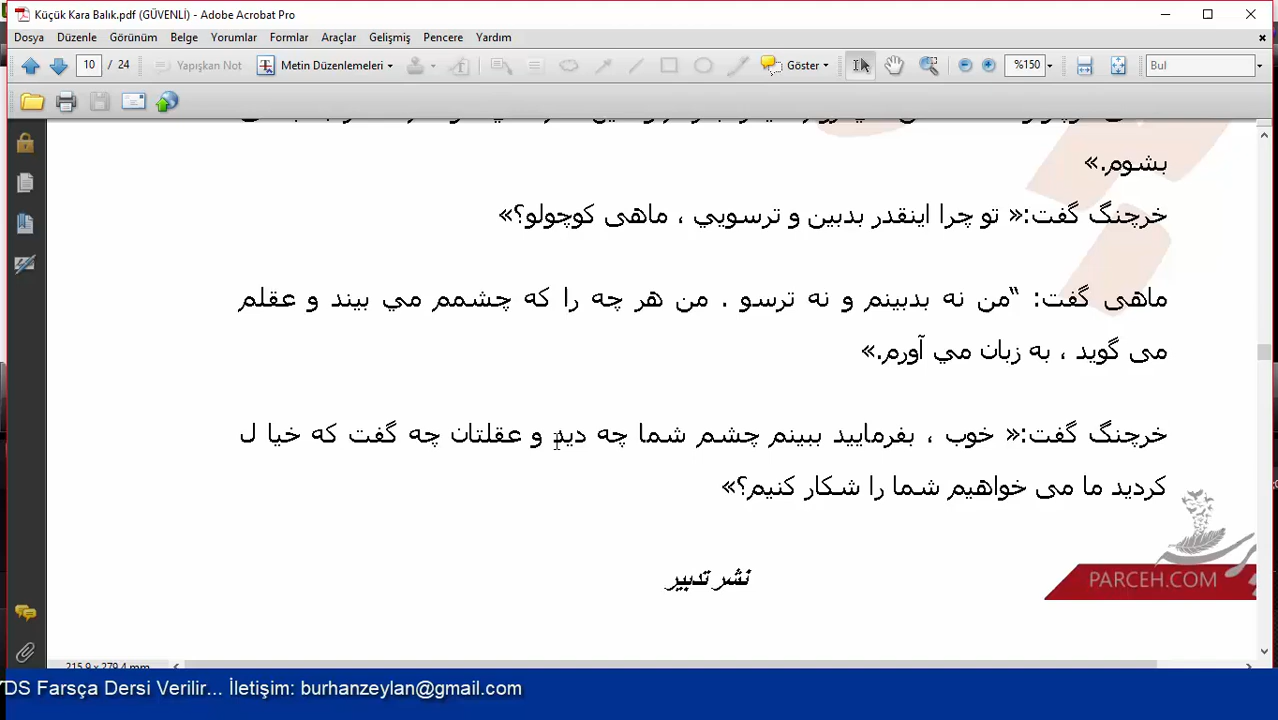 Küçük Kara Balık.pdf (GÜVENLİ) - Adobe Acrobat Pro
Dosya Düzenle Görünüm Belge Yorumlar Formlar Araçlar Gelişmiş Pencere Yardım
10 / 24 Yapışkan Not Metin Düzenlemeleri Göster %150 Bul
بشوم.»
خرچنگ گفت:« تو چرا اینقدر بدبین و ترسویي ، ماهی کوچولو؟»
ماهی گفت: “من نه بدبینم و نه ترسو . من هر چه را که چشمم مي بیند و عقلم
می گوید ، به زبان مي آورم.»
خرچنگ گفت:« خوب ، بفرمایید ببینم چشم شما چه دید و عقلتان چه گفت که خیا ل
کردید ما می خواهیم شما را شکار کنیم؟»
نشر تدبیر
PARCEH.COM
215,9 x 279,4 mm
YDS Farsça Dersi Verilir... İletişim: burhanzeylan@gmail.com